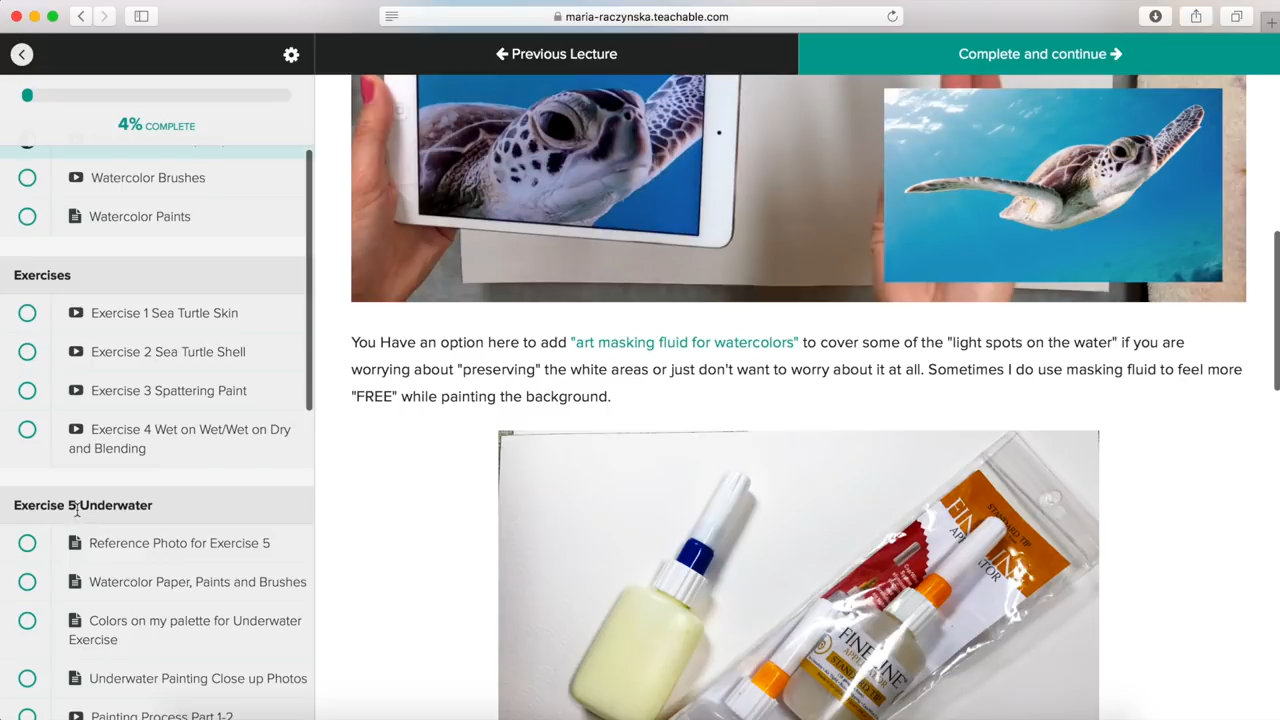 maria-raczynska.teachable.com
Previous Lecture
Complete and continue
4% COMPLETE
Watercolor Brushes
Watercolor Paints
Exercises
Exercise 1 Sea Turtle Skin
Exercise 2 Sea Turtle Shell
Exercise 3 Spattering Paint
Exercise 4 Wet on Wet/Wet on Dry
and Blending
Exercise 5 Underwater
Reference Photo for Exercise 5
Watercolor Paper, Paints and Brushes
Colors on my palette for Underwater
Exercise
Underwater Painting Close up Photos
Painting Process Part 1-2
You Have an option here to add "art masking fluid for watercolors" to cover some of the "light spots on the water" if you are
worrying about "preserving" the white areas or just don't want to worry about it at all. Sometimes I do use masking fluid to feel more
"FREE" while painting the background.
STANDARD TIP
FINELINE
APPLICATOR
STANDARD TIP